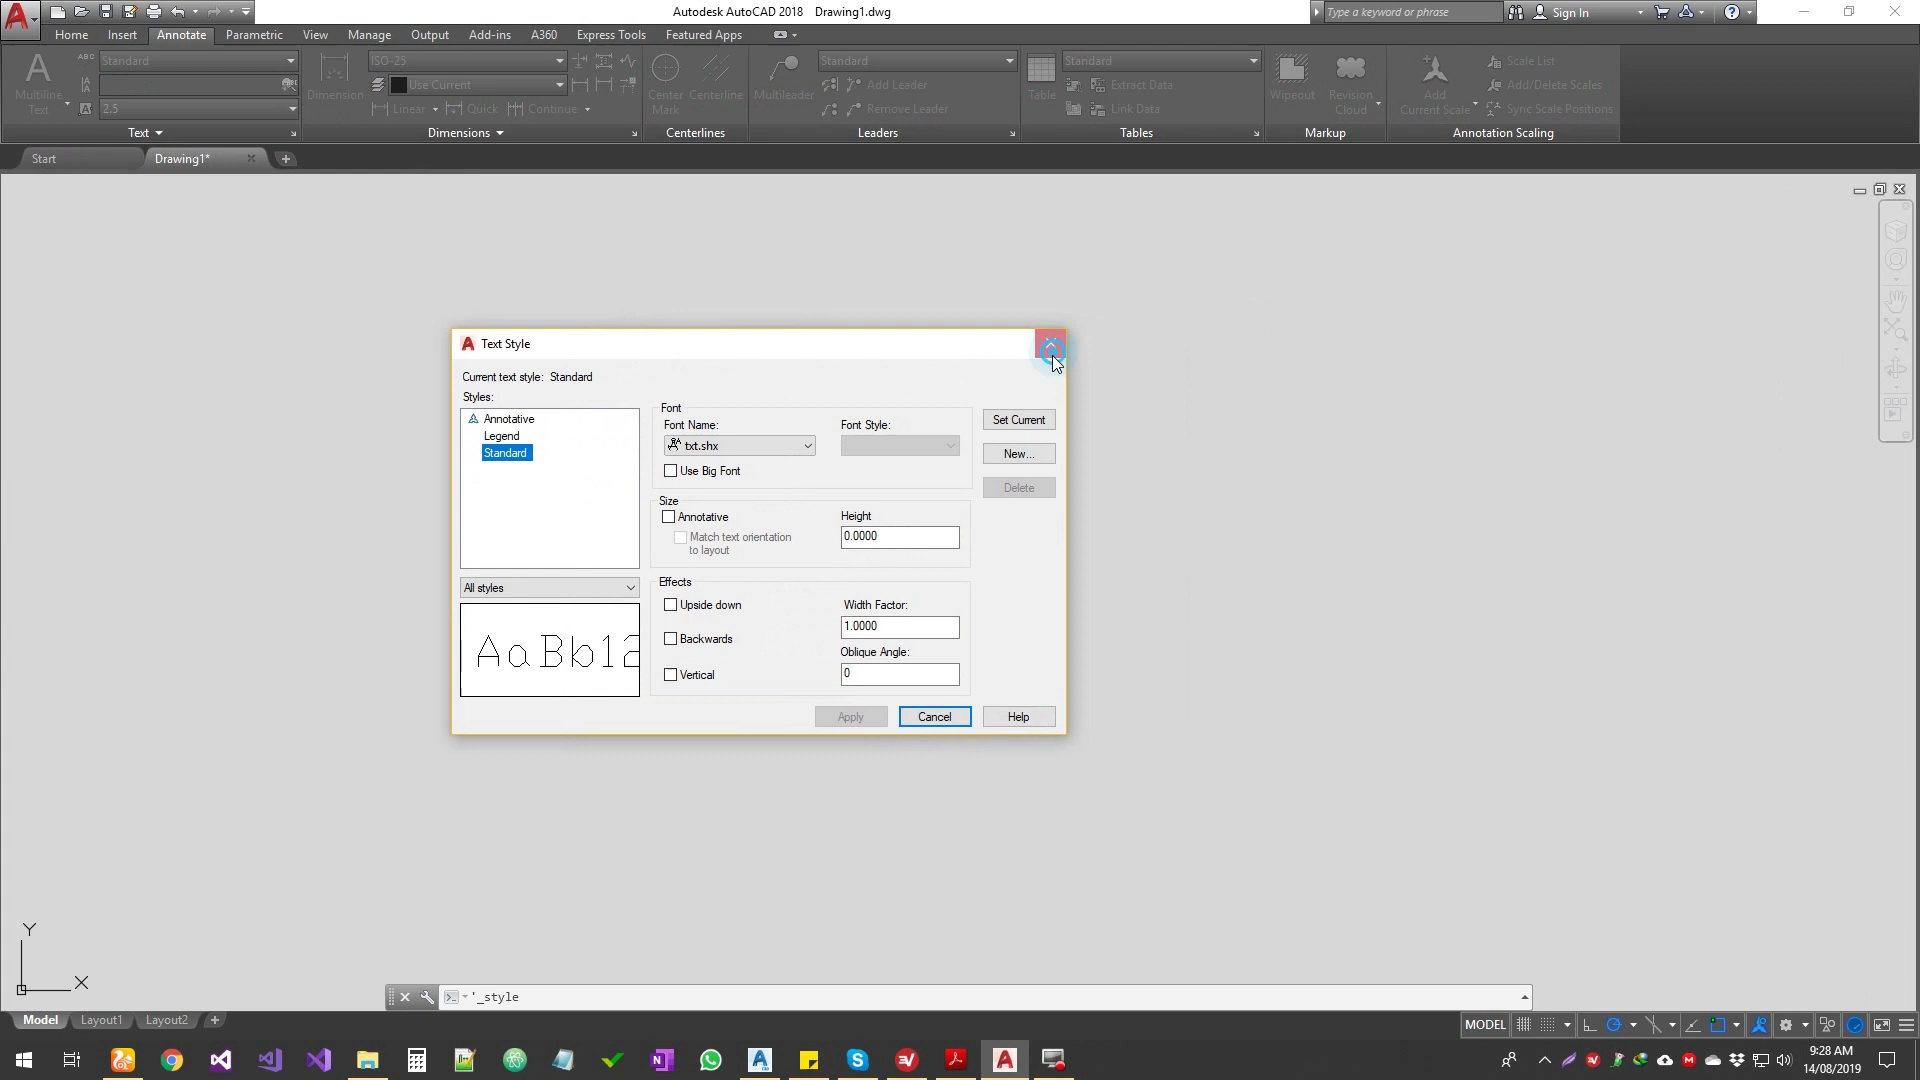 Autodesk AutoCAD 2018 Drawing1.dwg
Type a keyword or phrase
Sign In
Home Insert Annotate Parametric View Manage Output Add-ins A360 Express Tools Featured Apps
Multiline
Text
ABC
Standard
2.5
Text
Dimension
ISO-25
Use Current
Linear Quick Continue
Dimensions
Center
Mark
Centerline
Centerlines
Multileader
Standard
Add Leader
Remove Leader
Leaders
Table
Standard
Extract Data
Link Data
Tables
Wipeout
Revision
Cloud
Markup
Add
Current Scale
Scale List
Add/Delete Scales
Sync Scale Positions
Annotation Scaling
Start Drawing1*
Text Style
Current text style: Standard
Styles:
Annotative
Legend
Standard
All styles
AaBb12
Font
Font Name:
txt.shx
Font Style:
Use Big Font
Size
Annotative
Match text orientation
to layout
Height
0.0000
Effects
Upside down
Backwards
Vertical
Width Factor:
1.0000
Oblique Angle:
0
Set Current
New...
Delete
Apply Cancel Help
Y
X
'_style
Model Layout1 Layout2
MODEL
9:28 AM
14/08/2019